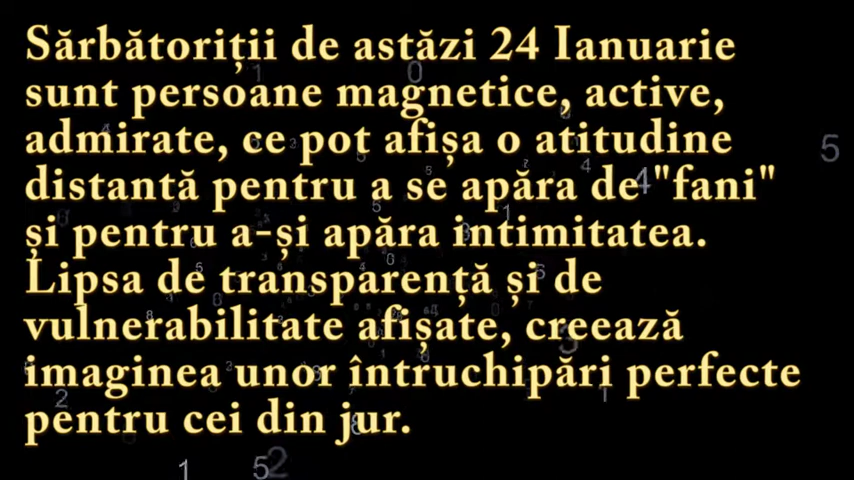 Sărbătoriții de astăzi 24 Ianuarie
sunt persoane magnetice, active,
admirate, ce pot afișa o atitudine
distantă pentru a se apăra de "fani"
și pentru a-și apăra intimitatea.
Lipsa de transparență și de
vulnerabilitate afișate, creează
imaginea unor întruchipări perfecte
pentru cei din jur.